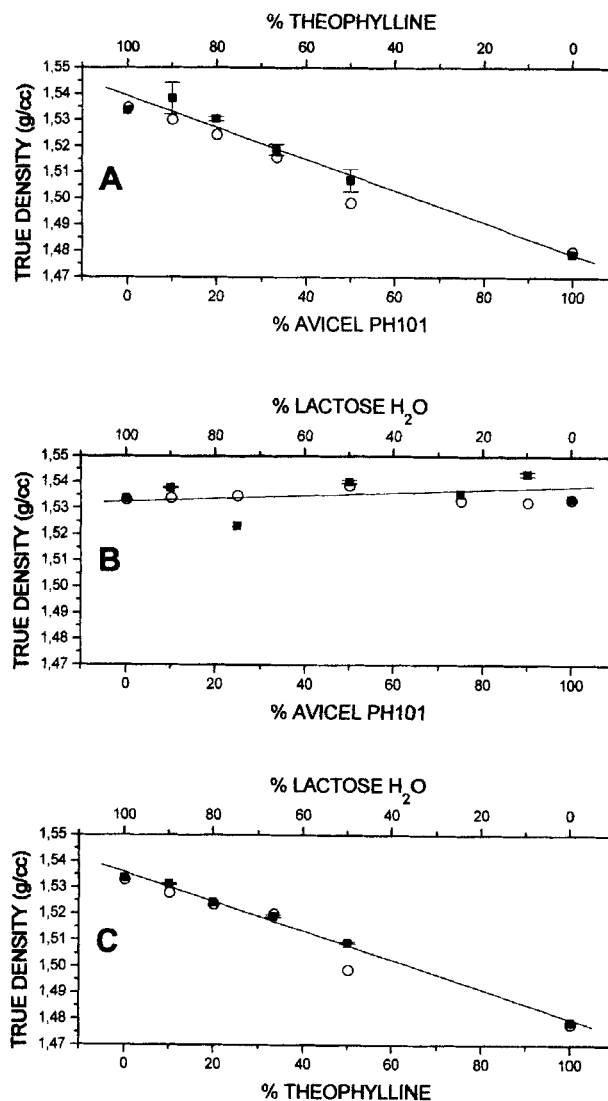 % THEOPHYLLINE
100 80 60 40 20 0
1,55
1,54
1,53
1,52
1,51
1,50
1,49
1,48
1,47
TRUE DENSITY (g/cc)
A
0 20 40 60 80 100
% AVICEL PH101
% LACTOSE H₂O
100 80 60 40 20 0
1,55
1,54
1,53
1,52
1,51
1,50
1,49
1,48
1,47
TRUE DENSITY (g/cc)
B
0 20 40 60 80 100
% AVICEL PH101
% LACTOSE H₂O
100 80 60 40 20 0
1,55
1,54
1,53
1,52
1,51
1,50
1,49
1,48
1,47
TRUE DENSITY (g/cc)
C
0 20 40 60 80 100
% THEOPHYLLINE